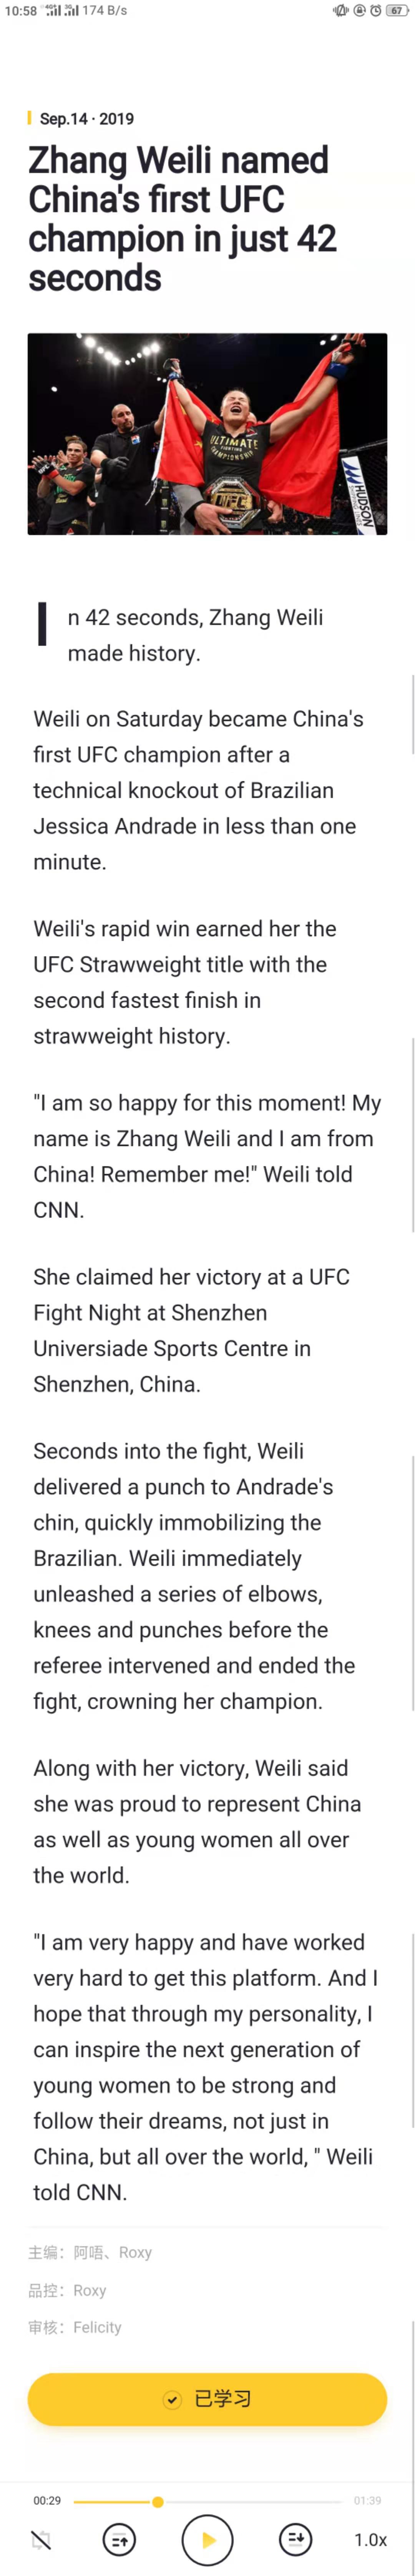 10:58 4G 3G 174 B/s 67
Sep.14 · 2019
Zhang Weili named
China's first UFC
champion in just 42
seconds
ULTIMATE
FIGHTING
CHAMPIONSHIP
UFC
HUDSON
In 42 seconds, Zhang Weili
made history.
Weili on Saturday became China's
first UFC champion after a
technical knockout of Brazilian
Jessica Andrade in less than one
minute.
Weili's rapid win earned her the
UFC Strawweight title with the
second fastest finish in
strawweight history.
"I am so happy for this moment! My
name is Zhang Weili and I am from
China! Remember me!" Weili told
CNN.
She claimed her victory at a UFC
Fight Night at Shenzhen
Universiade Sports Centre in
Shenzhen, China.
Seconds into the fight, Weili
delivered a punch to Andrade's
chin, quickly immobilizing the
Brazilian. Weili immediately
unleashed a series of elbows,
knees and punches before the
referee intervened and ended the
fight, crowning her champion.
Along with her victory, Weili said
she was proud to represent China
as well as young women all over
the world.
"I am very happy and have worked
very hard to get this platform. And I
hope that through my personality, I
can inspire the next generation of
young women to be strong and
follow their dreams, not just in
China, but all over the world, " Weili
told CNN.
主编：阿唔、Roxy
品控：Roxy
审核：Felicity
已学习
00:29 01:39
1.0x